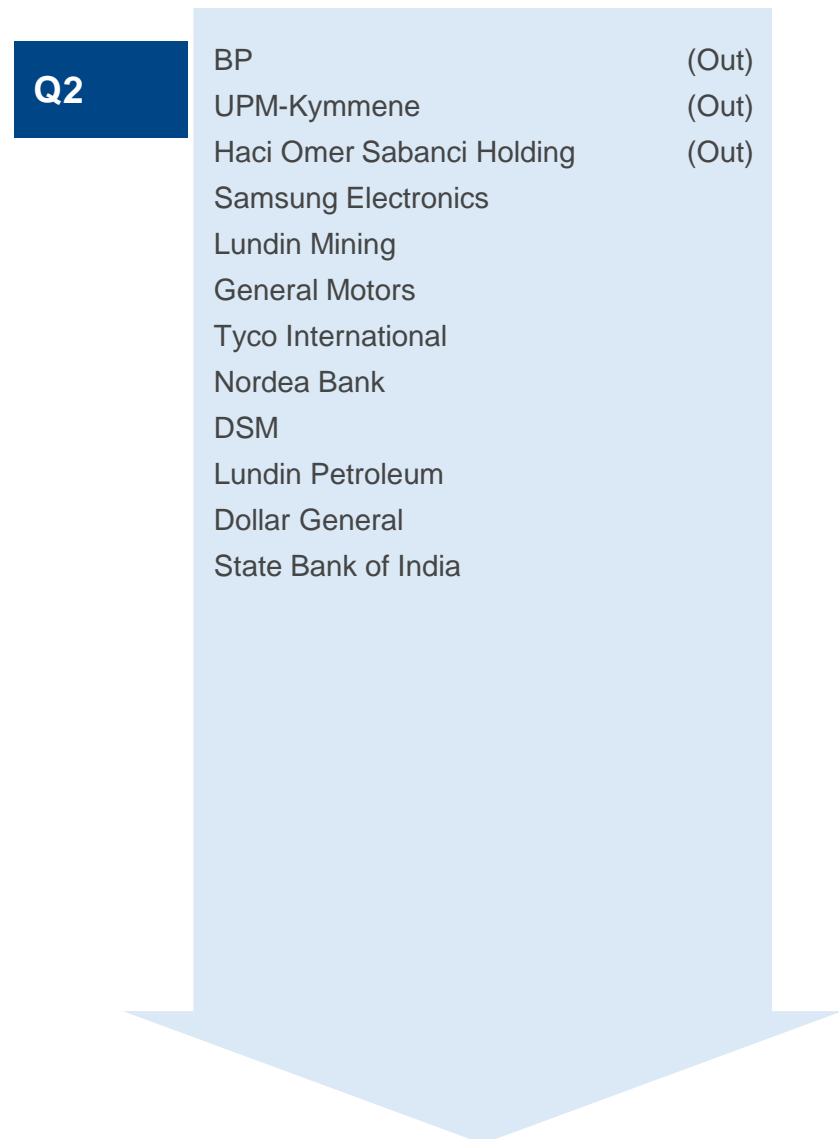 Q2
BP (Out)
UPM-Kymmene (Out)
Haci Omer Sabanci Holding (Out)
Samsung Electronics
Lundin Mining
General Motors
Tyco International
Nordea Bank
DSM
Lundin Petroleum
Dollar General
State Bank of India